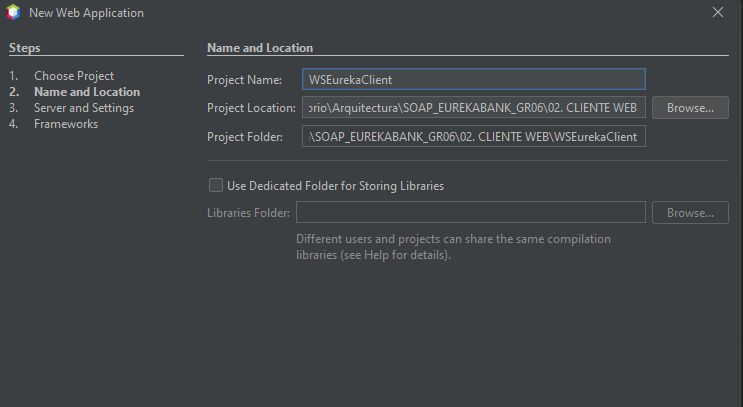 New Web Application
Steps
1. Choose Project
2. Name and Location
3. Server and Settings
4. Frameworks
Name and Location
Project Name: WSEurekaClient
Project Location: orio\Arquitectura\SOAP_EUREKABANK_GR06\02. CLIENTE WEB Browse...
Project Folder: \SOAP_EUREKABANK_GR06\02. CLIENTE WEB\WSEurekaClient
Use Dedicated Folder for Storing Libraries
Libraries Folder: Browse...
Different users and projects can share the same compilation
libraries (see Help for details).